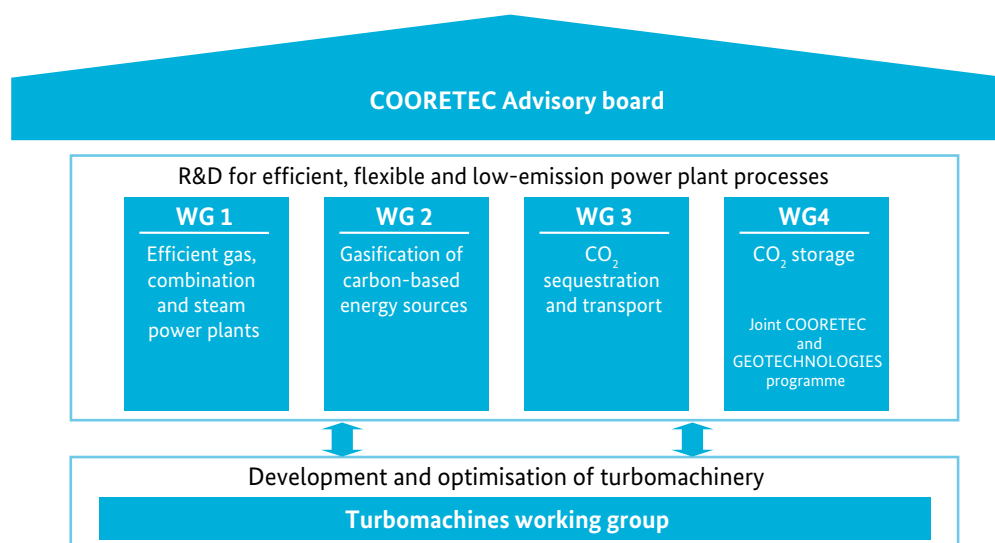 COORETEC Advisory board
R&D for efficient, flexible and low-emission power plant processes
WG 1
Efficient gas,
combination
and steam
power plants
WG 2
Gasification of
carbon-based
energy sources
WG 3
CO₂
sequestration
and transport
WG4
CO₂ storage
Joint COORETEC
and
GEOTECHNOLOGIES
programme
Development and optimisation of turbomachinery
Turbomachines working group